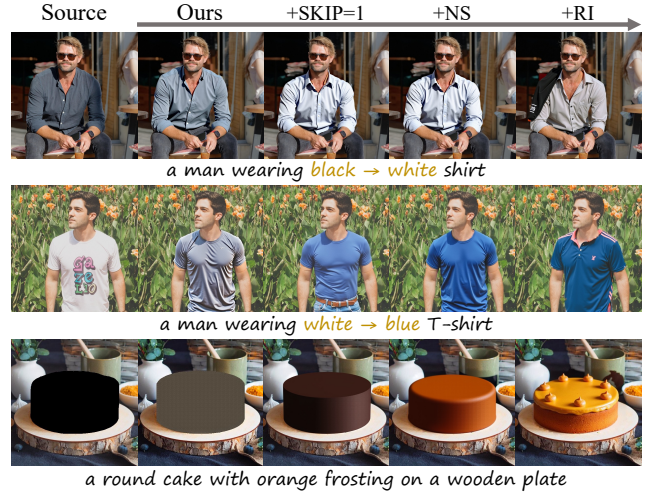 Source Ours +SKIP=1 +NS +RI
a man wearing black → white shirt
a man wearing white → blue T-shirt
a round cake with orange frosting on a wooden plate